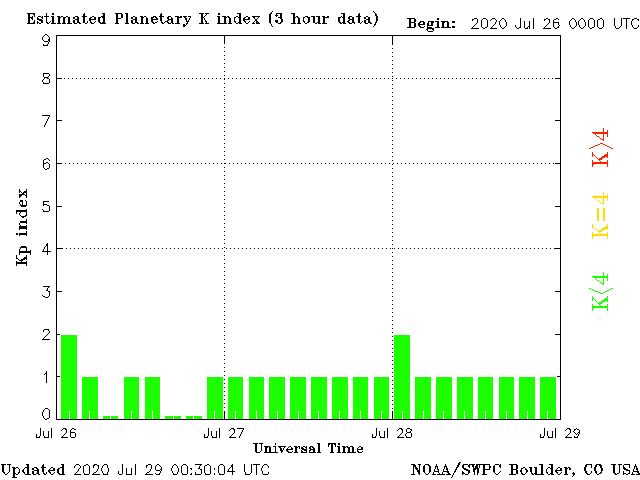 Estimated Planetary K index (3 hour data) Begin: 2020 Jul 26 0000 UTC
9
8
7
6
5
4
3
2
1
0
Kp index
K>4
K=4
K<4
Jul 26 Jul 27 Jul 28 Jul 29
Universal Time
Updated 2020 Jul 29 00:30:04 UTC NOAA/SWPC Boulder, CO USA